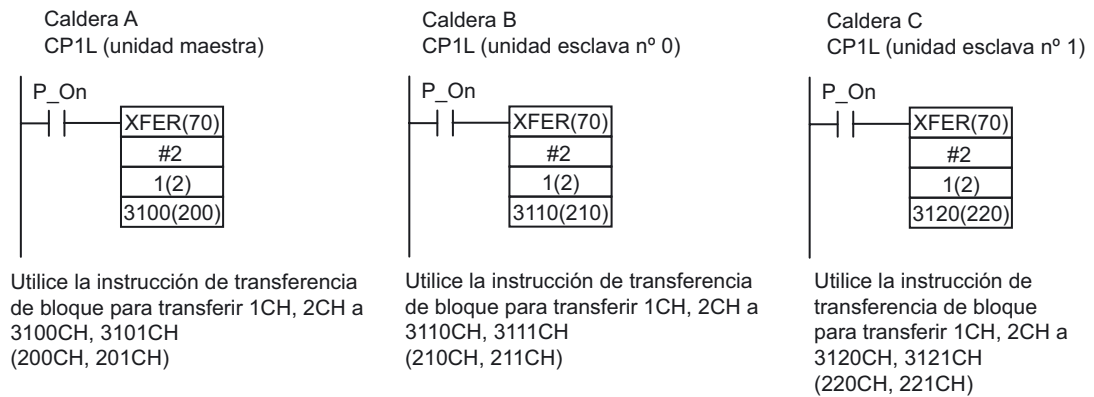 Caldera A
CP1L (unidad maestra)
P_On
XFER(70)
#2
1(2)
3100(200)
Utilice la instrucción de transferencia
de bloque para transferir 1CH, 2CH a
3100CH, 3101CH
(200CH, 201CH)
Caldera B
CP1L (unidad esclava nº 0)
P_On
XFER(70)
#2
1(2)
3110(210)
Utilice la instrucción de transferencia
de bloque para transferir 1CH, 2CH a
3110CH, 3111CH
(210CH, 211CH)
Caldera C
CP1L (unidad esclava nº 1)
P_On
XFER(70)
#2
1(2)
3120(220)
Utilice la instrucción de
transferencia de bloque
para transferir 1CH, 2CH a
3120CH, 3121CH
(220CH, 221CH)